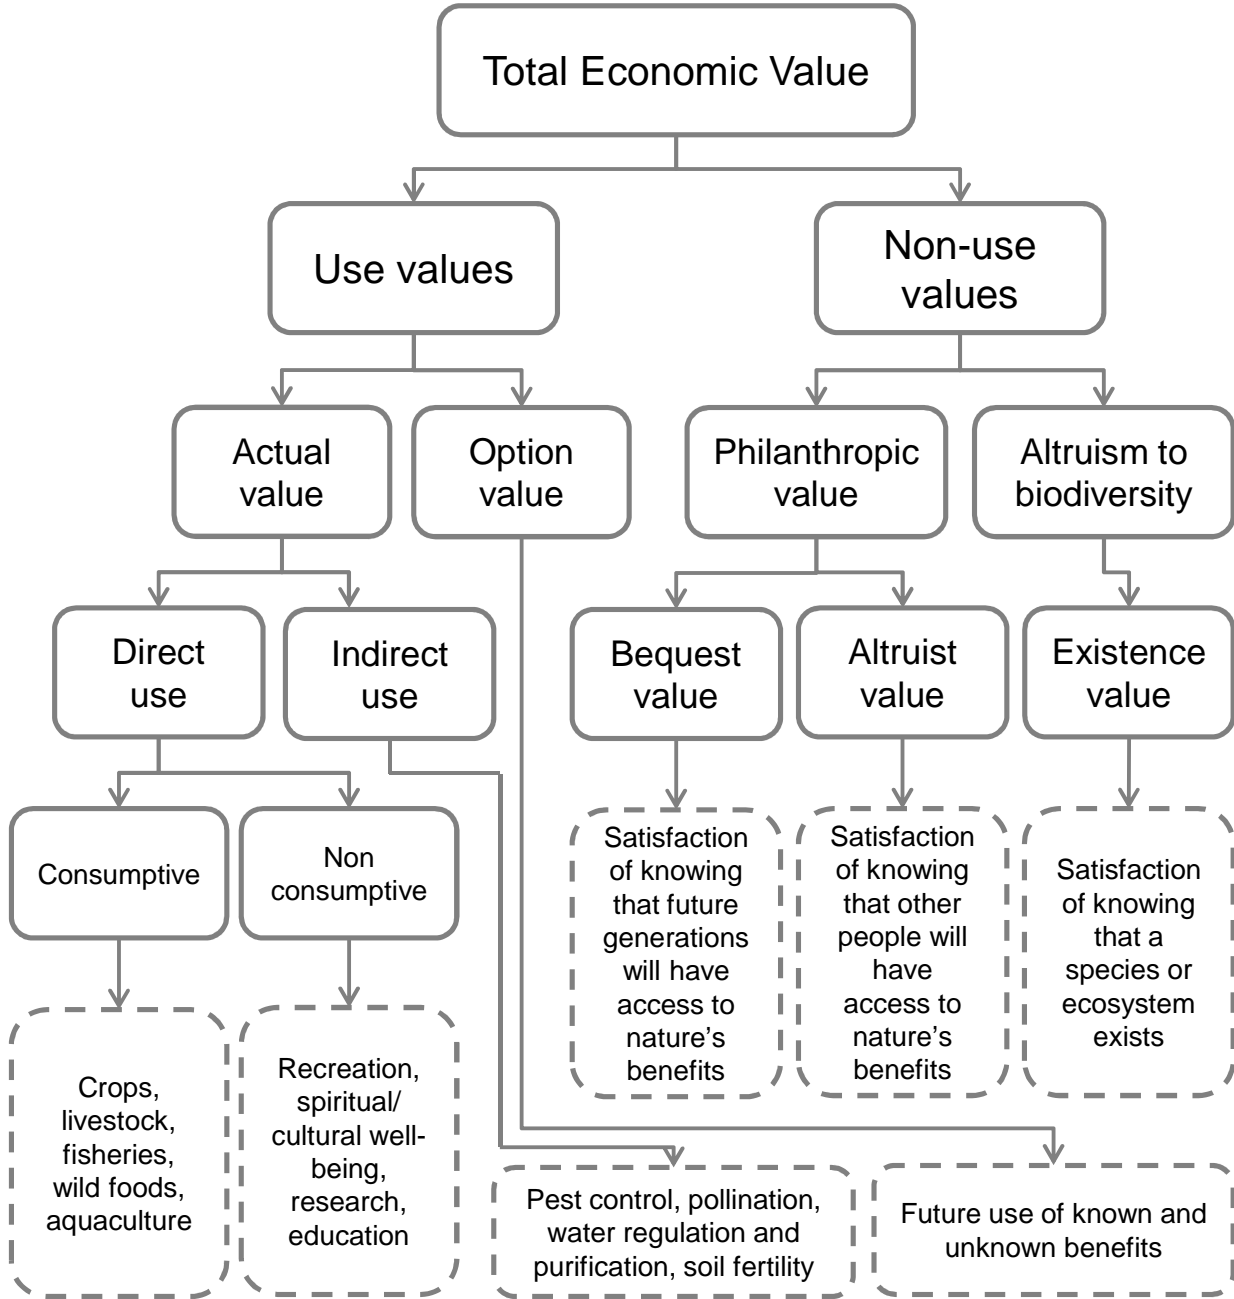 Total Economic Value
Use values
Non-use
values
Actual
value
Option
value
Philanthropic
value
Altruism to
biodiversity
Direct
use
Indirect
use
Bequest
value
Altruist
value
Existence
value
Consumptive
Non
consumptive
Satisfaction
of knowing
that future
generations
will have
access to
nature’s
benefits
Satisfaction
of knowing
that other
people will
have
access to
nature’s
benefits
Satisfaction
of knowing
that a
species or
ecosystem
exists
Crops,
livestock,
fisheries,
wild foods,
aquaculture
Recreation,
spiritual/
cultural well-
being,
research,
education
Pest control, pollination,
water regulation and
purification, soil fertility
Future use of known and
unknown benefits